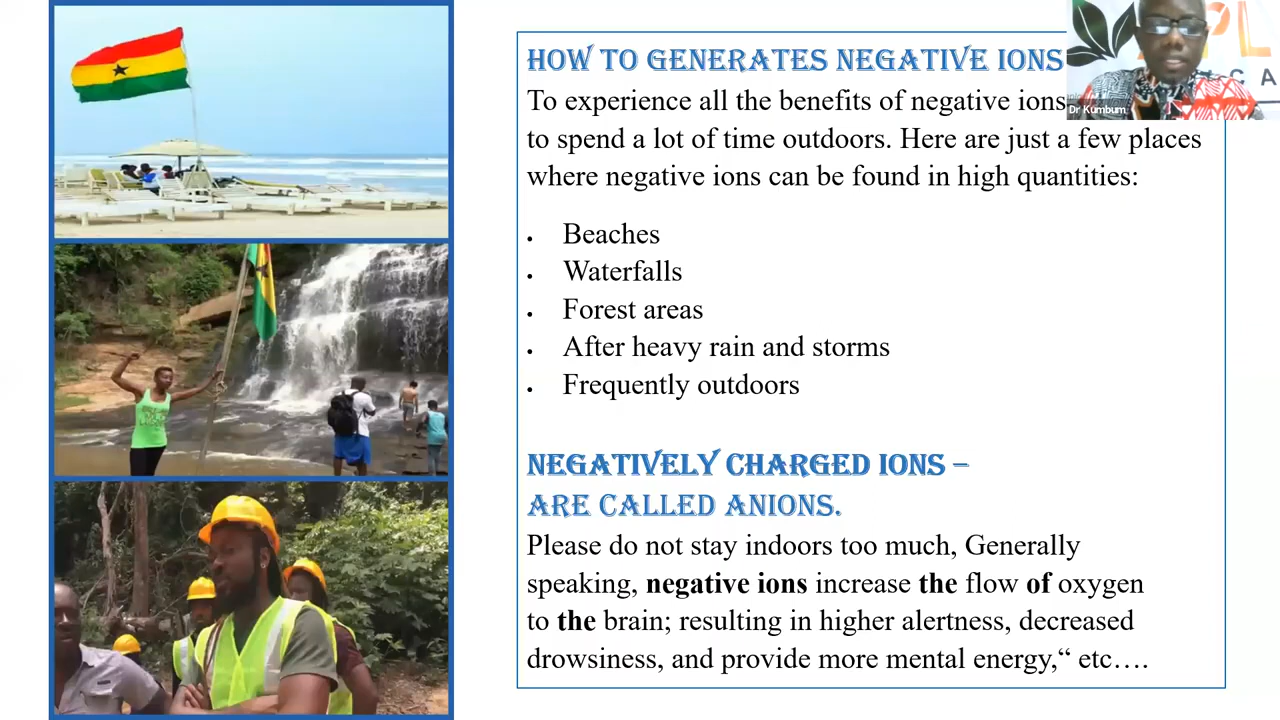 HOW TO GENERATES NEGATIVE IONS
To experience all the benefits of negative ions
to spend a lot of time outdoors. Here are just a few places
where negative ions can be found in high quantities:
• Beaches
• Waterfalls
• Forest areas
• After heavy rain and storms
• Frequently outdoors
NEGATIVELY CHARGED IONS –
ARE CALLED ANIONS.
Please do not stay indoors too much, Generally
speaking, negative ions increase the flow of oxygen
to the brain; resulting in higher alertness, decreased
drowsiness, and provide more mental energy,“ etc….
Dr Kumbum
PL
C A